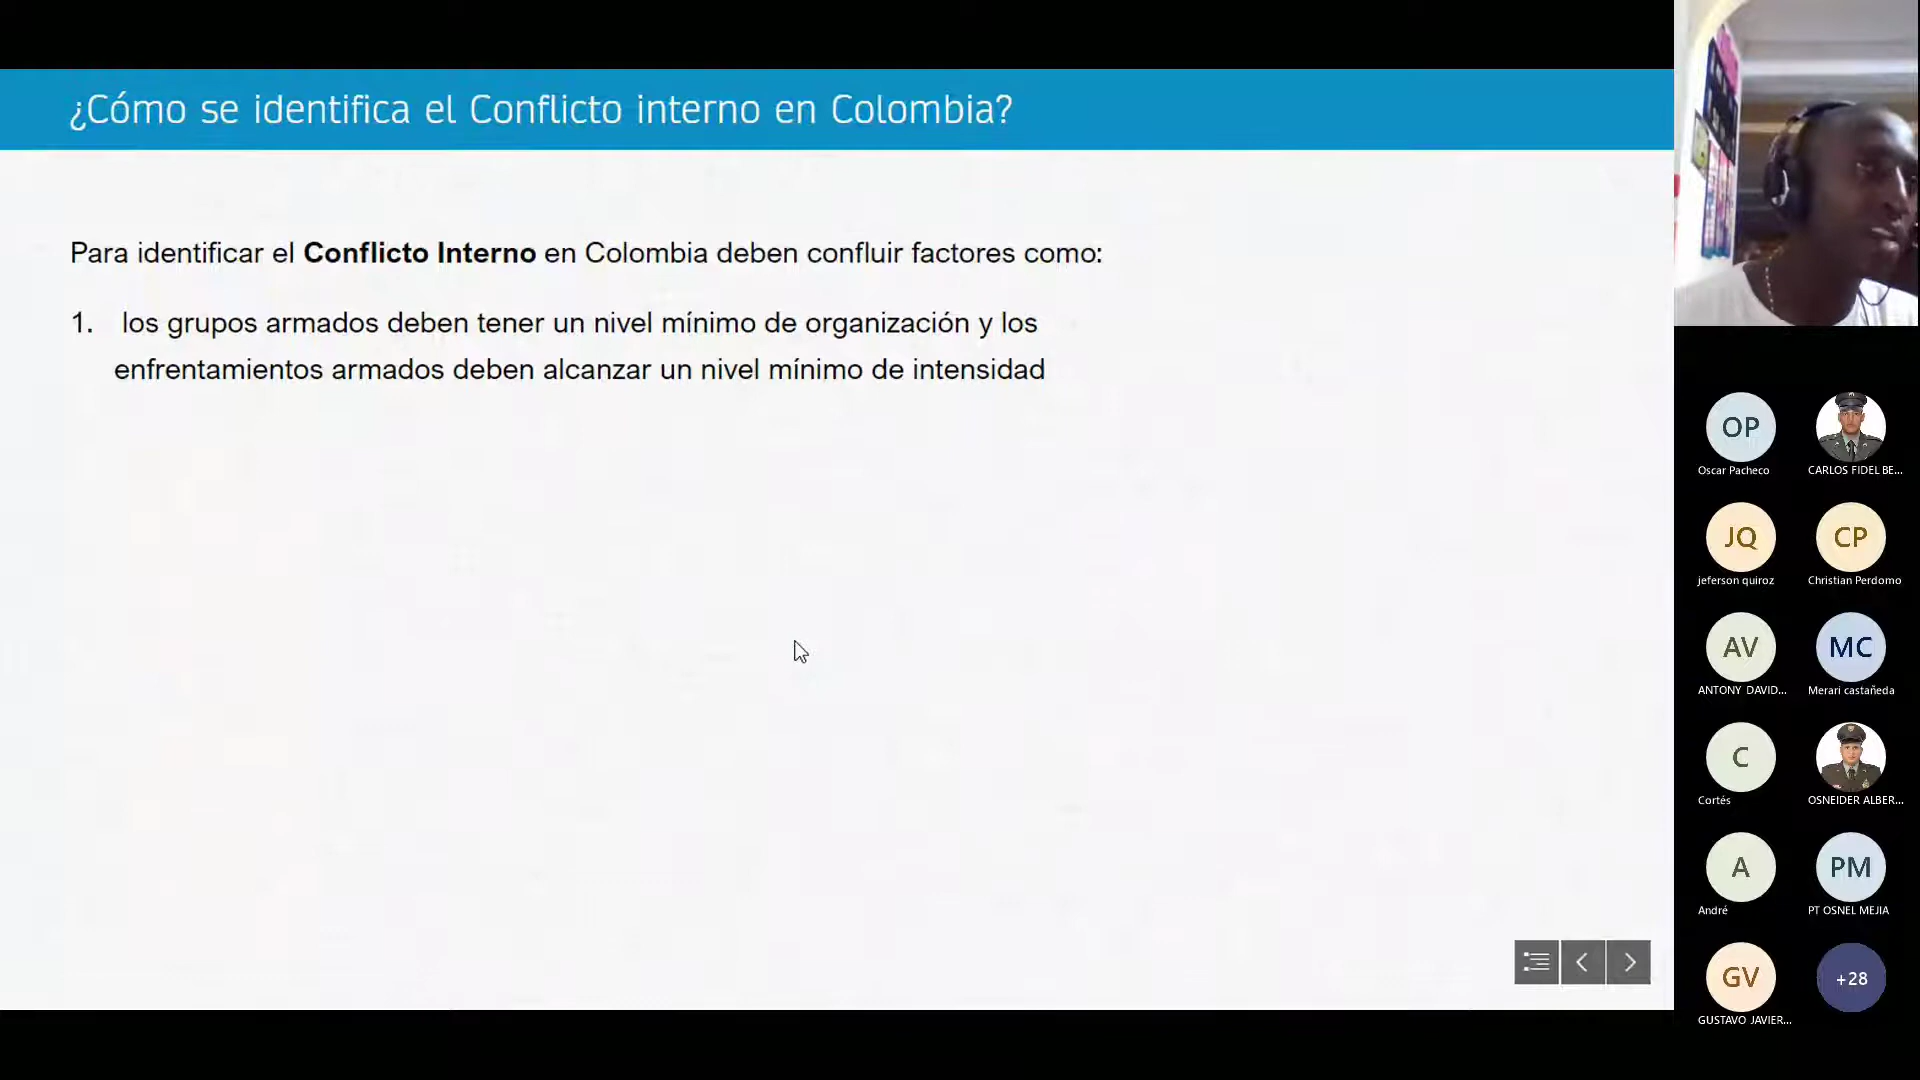 ¿Cómo se identifica el Conflicto interno en Colombia?
Para identificar el Conflicto Interno en Colombia deben confluir factores como:
1. los grupos armados deben tener un nivel mínimo de organización y los
enfrentamientos armados deben alcanzar un nivel mínimo de intensidad
OP
Oscar Pacheco
CARLOS FIDEL BE...
JQ
jeferson quiroz
CP
Christian Perdomo
AV
ANTONY DAVID...
MC
Merari castañeda
C
Cortés
OSNEIDER ALBER...
A
André
PM
PT OSNEL MEJIA
GV
GUSTAVO JAVIER...
+28